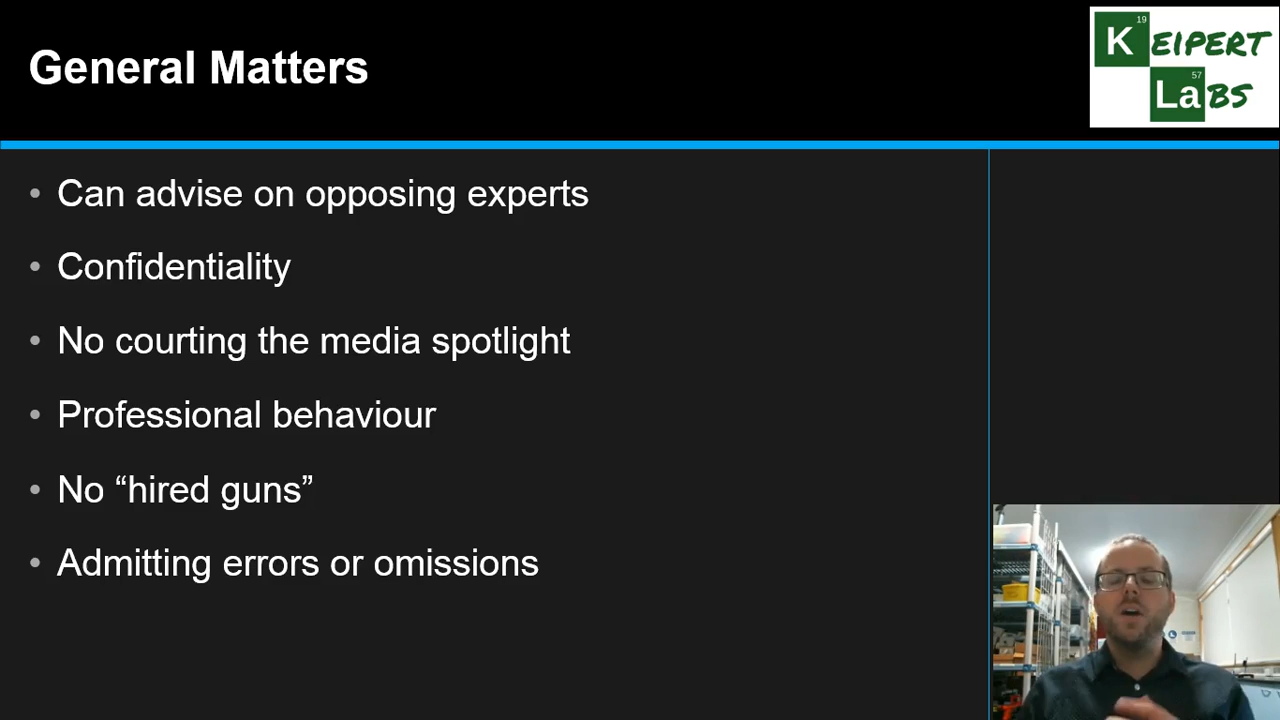 General Matters
19
KEIPERT
57
LaBS
• Can advise on opposing experts
• Confidentiality
• No courting the media spotlight
• Professional behaviour
• No “hired guns”
• Admitting errors or omissions